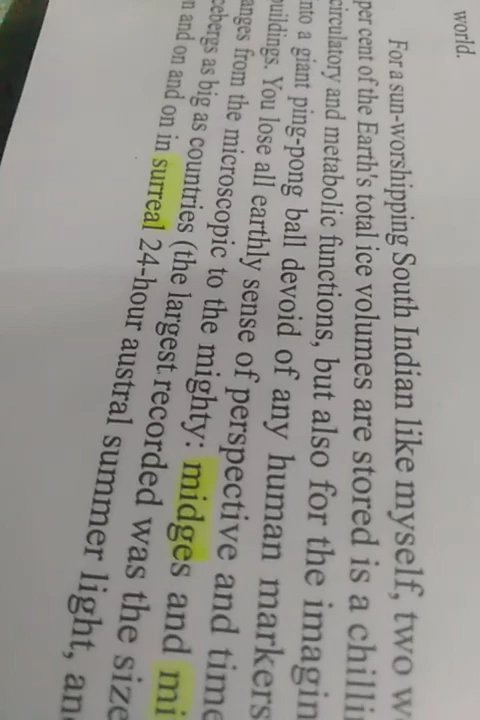 world.
For a sun-worshipping South Indian like myself, two
per cent of the Earth's total ice volumes are stored is a
circulatory and metabolic functions, but also for the
into a giant ping-pong ball devoid of any human markers
buildings. You lose all earthly sense of perspective and time
anges from the microscopic to the mighty: midges and
cebergs as big as countries (the largest recorded was the size
n and on and on in surreal 24-hour austral summer light,